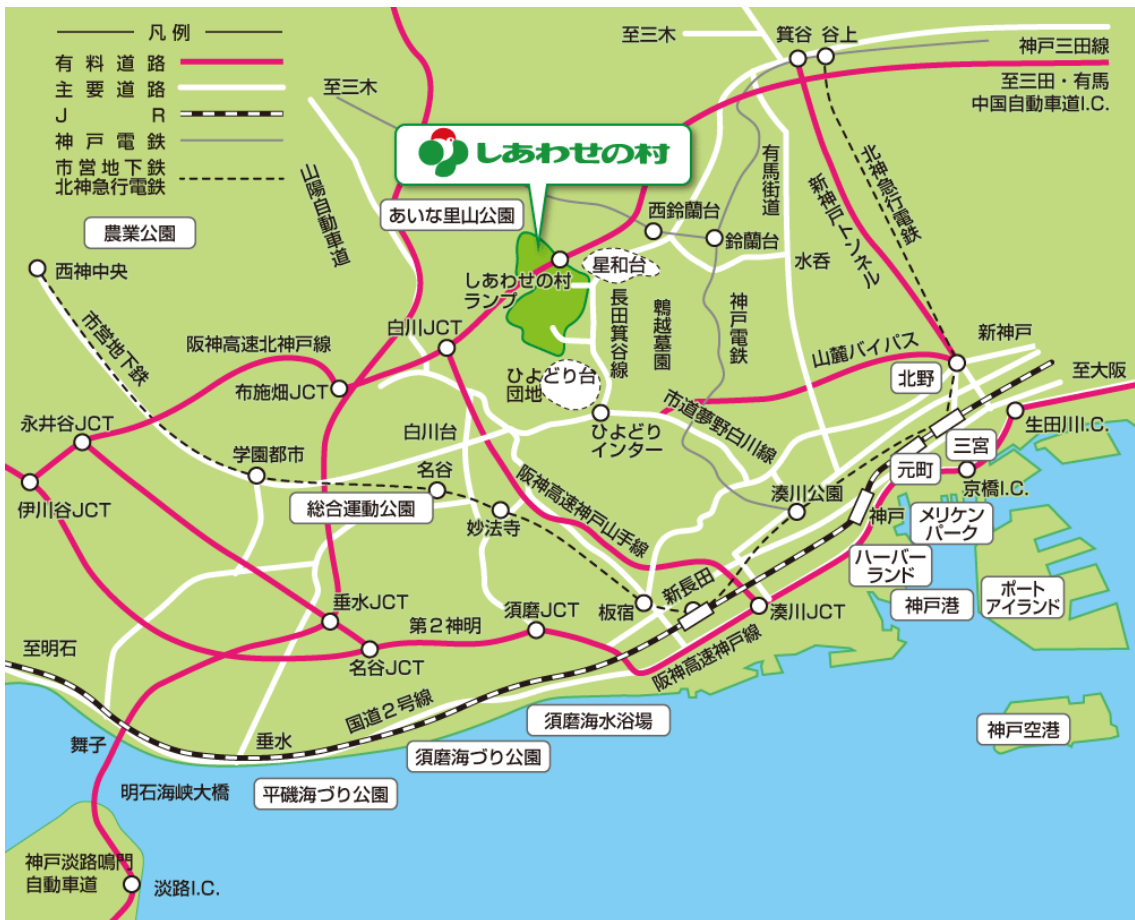 凡例
有料道路
主要道路
JR
神戸電鉄
市営地下鉄
北神急行電鉄
至三木
箕谷
谷上
神戸三田線
至三田・有馬
中国自動車道I.C.
至三木
しあわせの村
山陽自動車道
あいな里山公園
農業公園
西神中央
市営地下鉄
西鈴蘭台
鈴蘭台
有馬街道
新神戸トンネル
北神急行電鉄
水呑
星和台
しあわせの村
ランプ
長田箕谷線
鵯越墓園
神戸電鉄
白川JCT
阪神高速北神戸線
布施畑JCT
ひよどり台
団地
山麓バイパス
新神戸
北野
至大阪
永井谷JCT
白川台
ひよどり
インター
市道夢野白川線
生田川I.C.
三宮
元町
京橋I.C.
学園都市
名谷
伊川谷JCT
総合運動公園
妙法寺
阪神高速神戸山手線
湊川公園
神戸
メリケン
パーク
ハーバー
ランド
神戸港
ポート
アイランド
新長田
板宿
湊川JCT
垂水JCT
第2神明
須磨JCT
名谷JCT
阪神高速神戸線
至明石
国道2号線
須磨海水浴場
神戸空港
舞子
垂水
須磨海づり公園
明石海峡大橋
平磯海づり公園
神戸淡路鳴門
自動車道
淡路I.C.